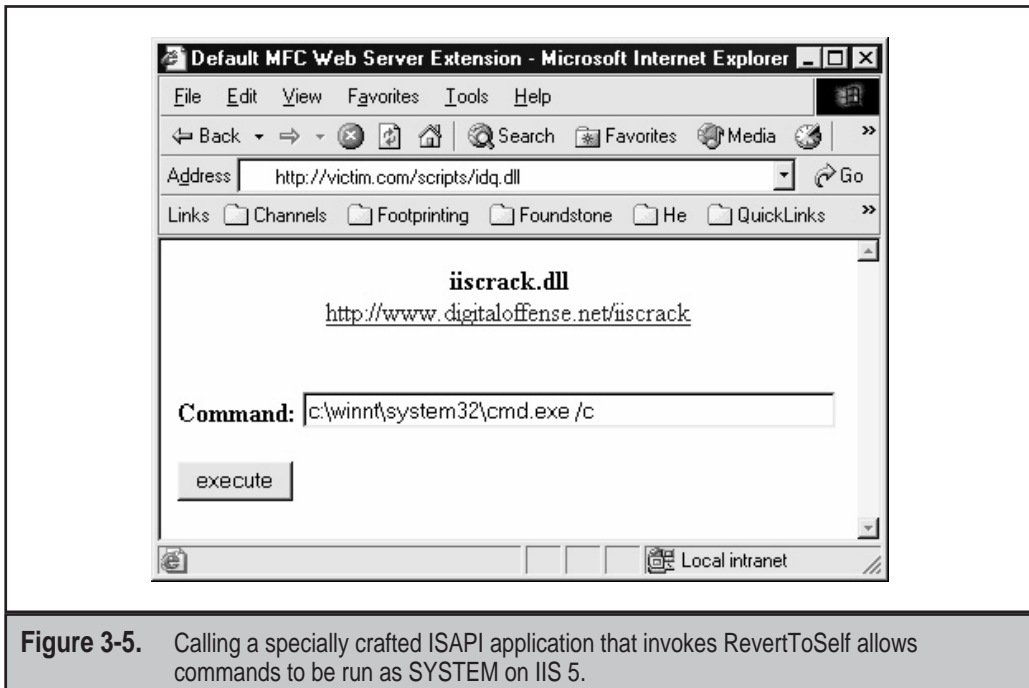 Default MFC Web Server Extension - Microsoft Internet Explorer
File Edit View Favorites Tools Help
Back Search Favorites Media »
Address http://victim.com/scripts/idq.dll Go
Links Channels Footprinting Foundstone He QuickLinks »
iiscrack.dll
http://www.digitaloffense.net/iiscrack
Command: c:\winnt\system32\cmd.exe /c
execute
Local intranet
Figure 3-5. Calling a specially crafted ISAPI application that invokes RevertToSelf allows
commands to be run as SYSTEM on IIS 5.